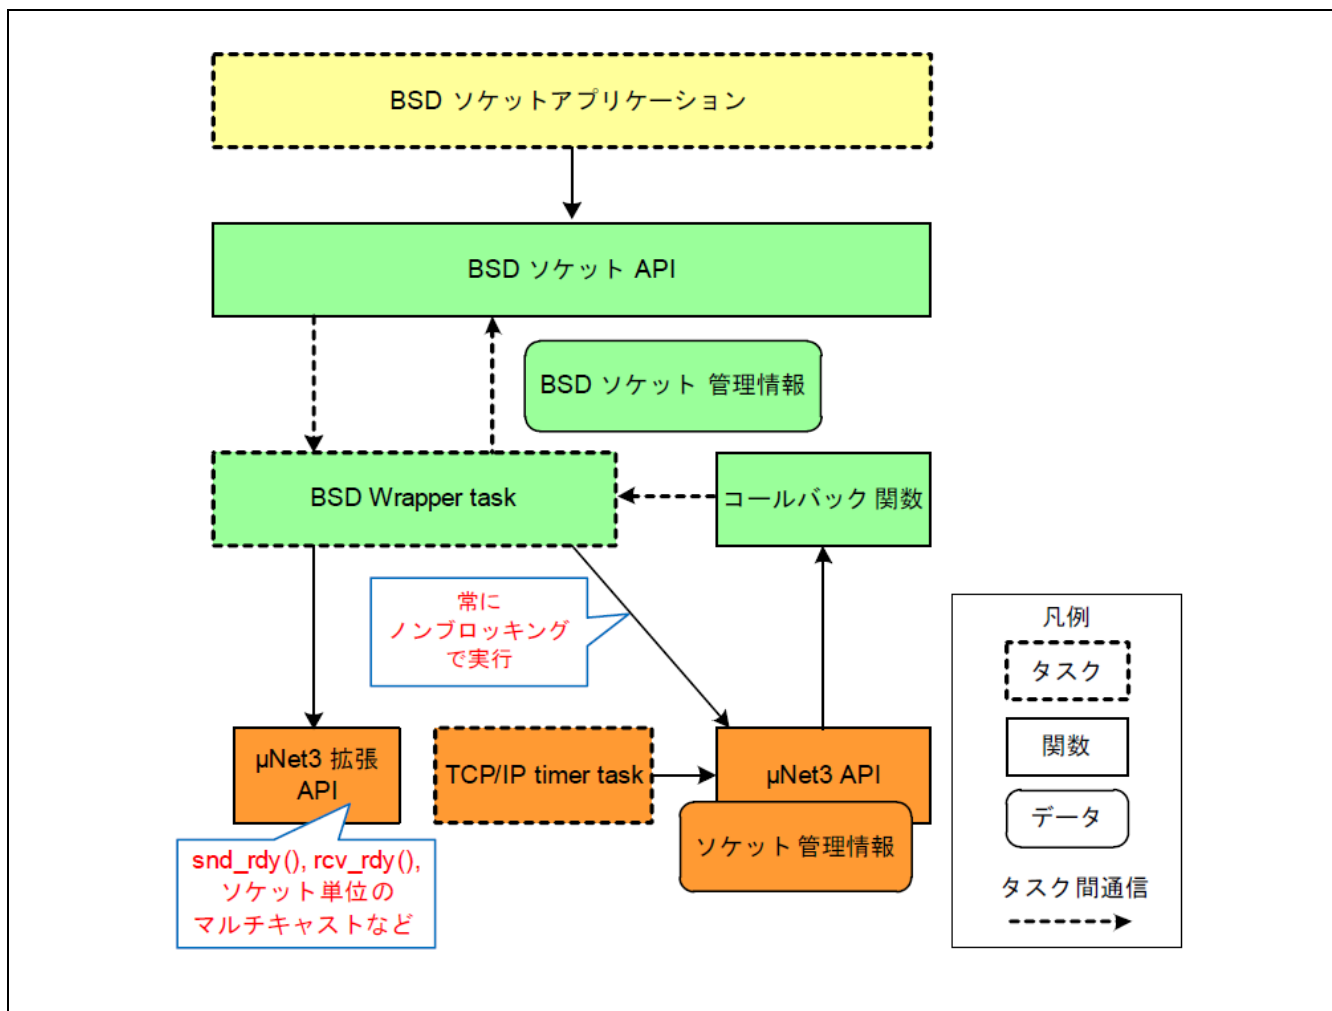 BSD ソケットアプリケーション
BSD ソケット API
BSD ソケット 管理情報
BSD Wrapper task
コールバック 関数
常に
ノンブロッキング
で実行
µNet3 拡張
API
TCP/IP timer task
µNet3 API
ソケット 管理情報
snd_rdy(), rcv_rdy(),
ソケット単位の
マルチキャストなど
凡例
タスク
関数
データ
タスク間通信